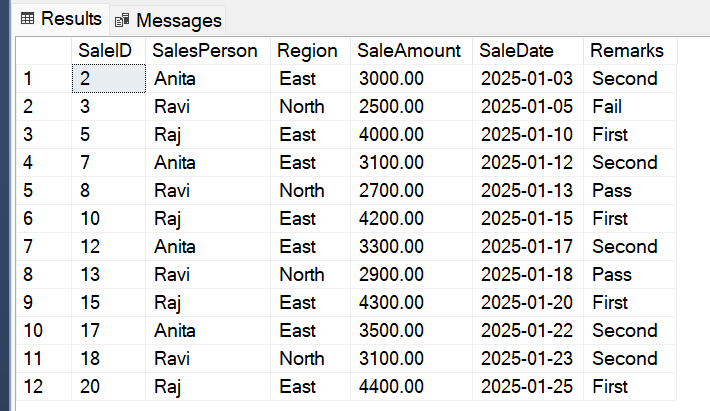 Results Messages
SaleID SalesPerson Region SaleAmount SaleDate Remarks
1 2 Anita East 3000.00 2025-01-03 Second
2 3 Ravi North 2500.00 2025-01-05 Fail
3 5 Raj East 4000.00 2025-01-10 First
4 7 Anita East 3100.00 2025-01-12 Second
5 8 Ravi North 2700.00 2025-01-13 Pass
6 10 Raj East 4200.00 2025-01-15 First
7 12 Anita East 3300.00 2025-01-17 Second
8 13 Ravi North 2900.00 2025-01-18 Pass
9 15 Raj East 4300.00 2025-01-20 First
10 17 Anita East 3500.00 2025-01-22 Second
11 18 Ravi North 3100.00 2025-01-23 Second
12 20 Raj East 4400.00 2025-01-25 First